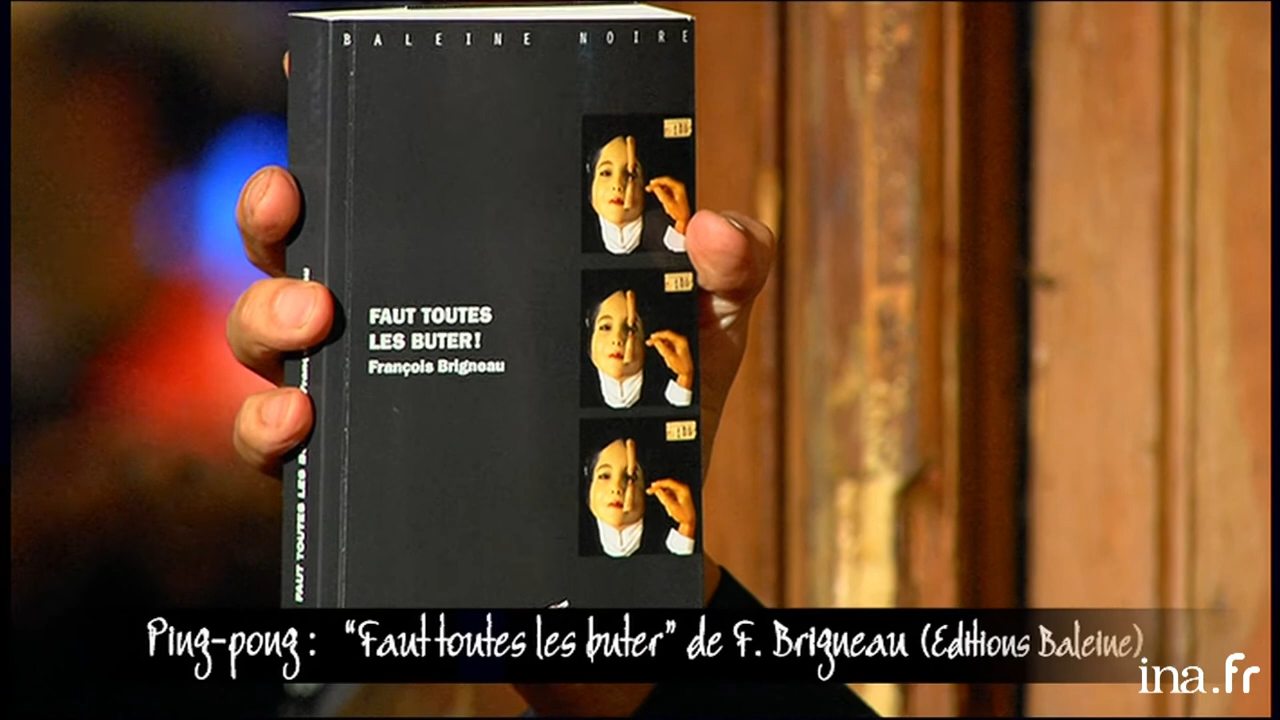 BALEINE NOIRE
FAUT TOUTES
LES BUTER!
François Brigneau
FAUT TOUTES LES
Ping-pong : "Faut toutes les buter" de F. Brigneau (Editions Baleine)
ina.fr